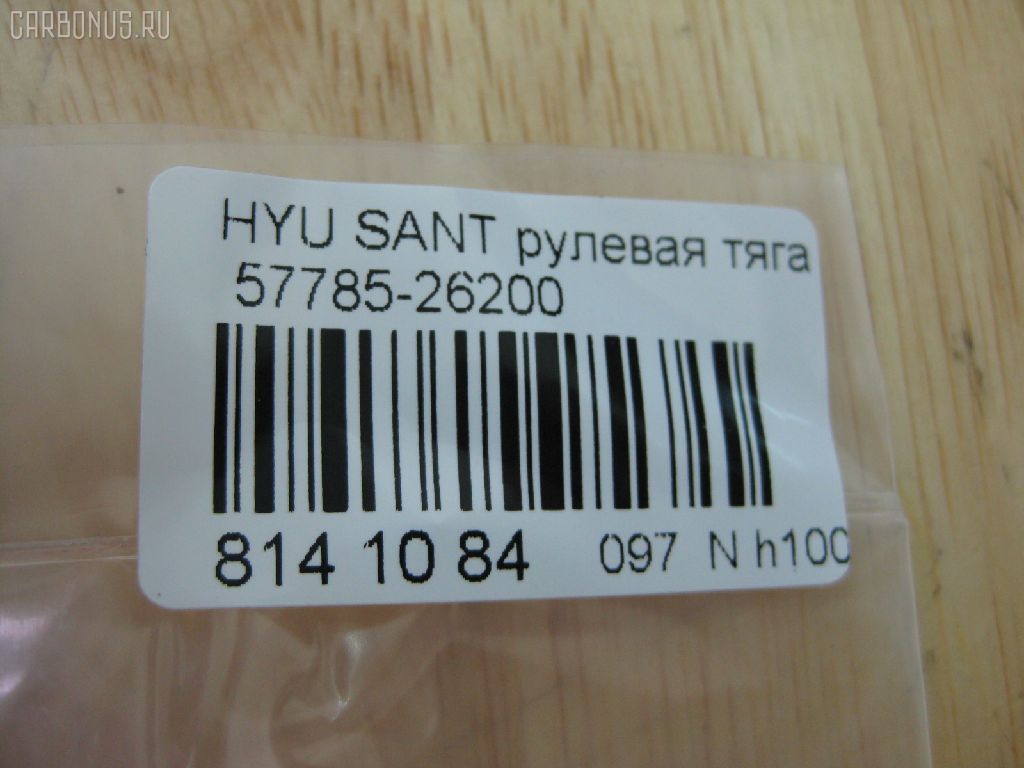 CARBONUS.RU
HYU SANT рулевая тяга
57785-26200
814 10 84 097 N h100